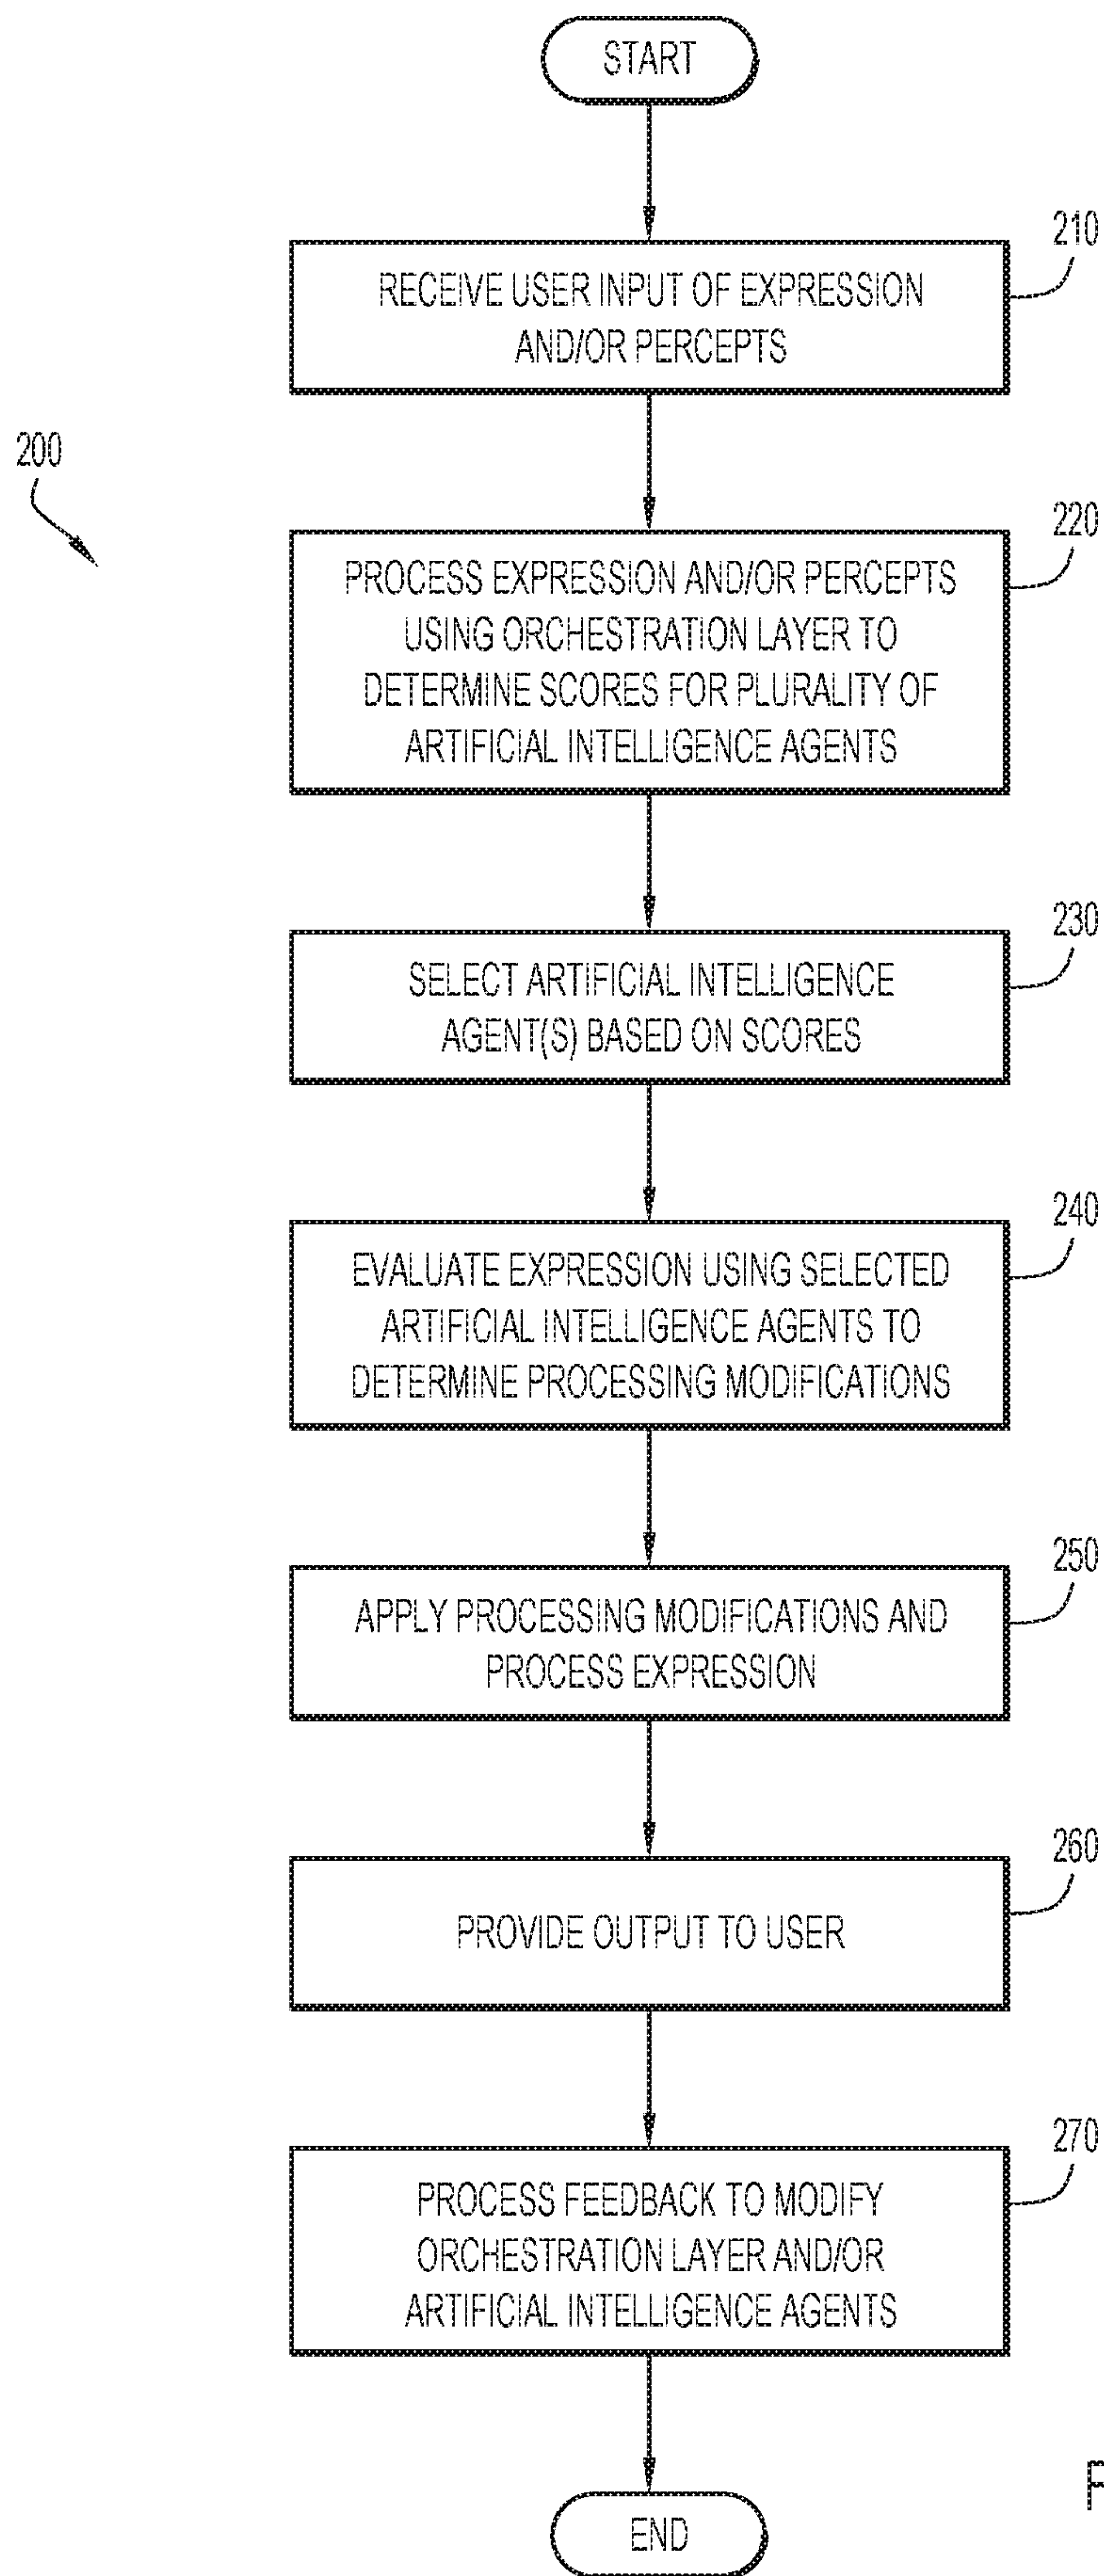 START
210
RECEIVE USER INPUT OF EXPRESSION
AND/OR PERCEPTS
200
220
PROCESS EXPRESSION AND/OR PERCEPTS
USING ORCHESTRATION LAYER TO
DETERMINE SCORES FOR PLURALITY OF
ARTIFICIAL INTELLIGENCE AGENTS
230
SELECT ARTIFICIAL INTELLIGENCE
AGENT(S) BASED ON SCORES
240
EVALUATE EXPRESSION USING SELECTED
ARTIFICIAL INTELLIGENCE AGENTS TO
DETERMINE PROCESSING MODIFICATIONS
250
APPLY PROCESSING MODIFICATIONS AND
PROCESS EXPRESSION
260
PROVIDE OUTPUT TO USER
270
PROCESS FEEDBACK TO MODIFY
ORCHESTRATION LAYER AND/OR
ARTIFICIAL INTELLIGENCE AGENTS
END